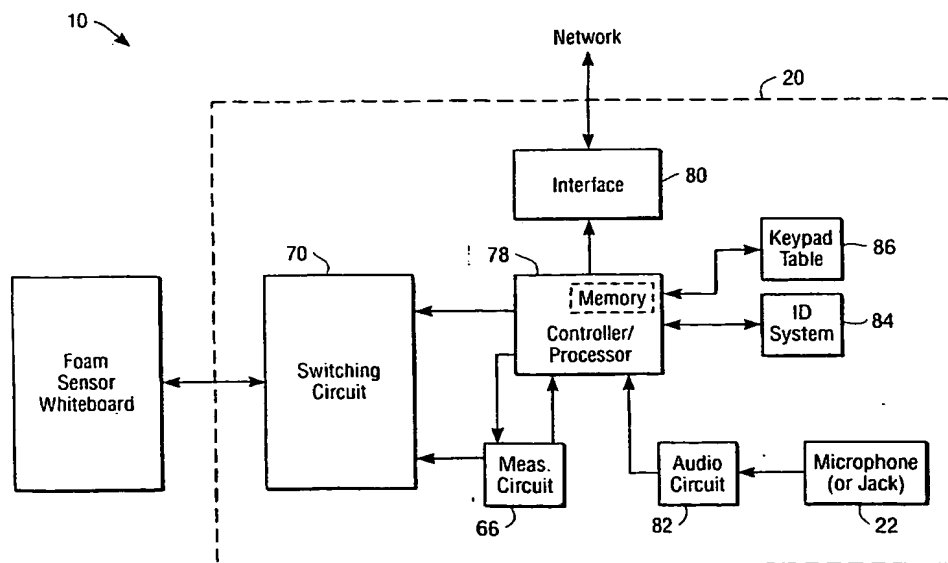 10
Network
20
Interface
80
70
78
Keypad
Table
86
Memory
ID
System
84
Controller/
Processor
Foam
Sensor
Whiteboard
Switching
Circuit
Meas.
Circuit
66
Audio
Circuit
82
Microphone
(or Jack)
22